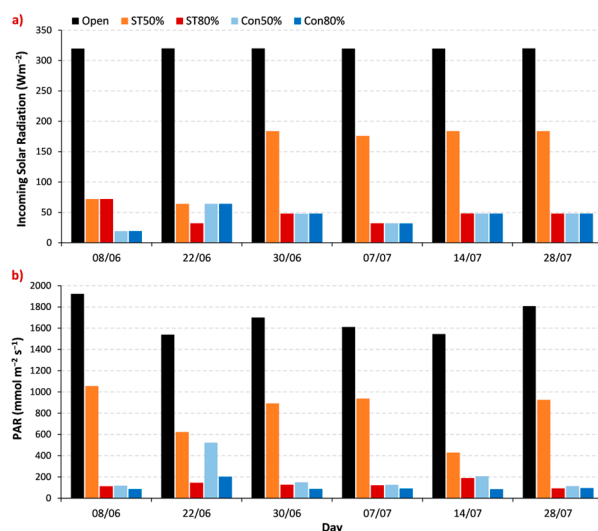 a)
Open ST50% ST80% Con50% Con80%
Incoming Solar Radiation (Wm⁻²)
350
300
250
200
150
100
50
0
08/06 22/06 30/06 07/07 14/07 28/07
b)
PAR (mmol m⁻² s⁻¹)
2000
1800
1600
1400
1200
1000
800
600
400
200
0
08/06 22/06 30/06 07/07 14/07 28/07
Day